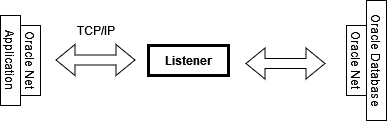 Application
Oracle Net
TCP/IP
Listener
Oracle Net
Oracle Database